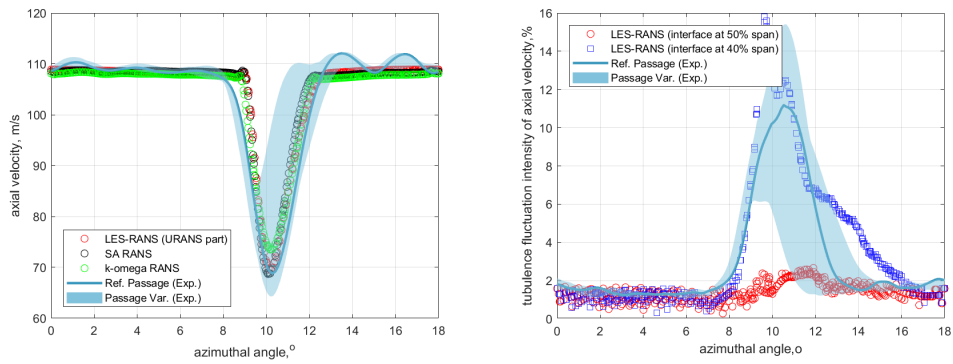 120
110
100
90
80
70
60
axial velocity, m/s
LES-RANS (URANS part)
SA RANS
k-omega RANS
Ref. Passage (Exp.)
Passage Var. (Exp.)
0 2 4 6 8 10 12 14 16 18
azimuthal angle,°
16
14
12
10
8
6
4
2
0
tubulence fluctuation intensity of axial velocity,%
LES-RANS (interface at 50% span)
LES-RANS (interface at 40% span)
Ref. Passage (Exp.)
Passage Var. (Exp.)
0 2 4 6 8 10 12 14 16 18
azimuthal angle,o